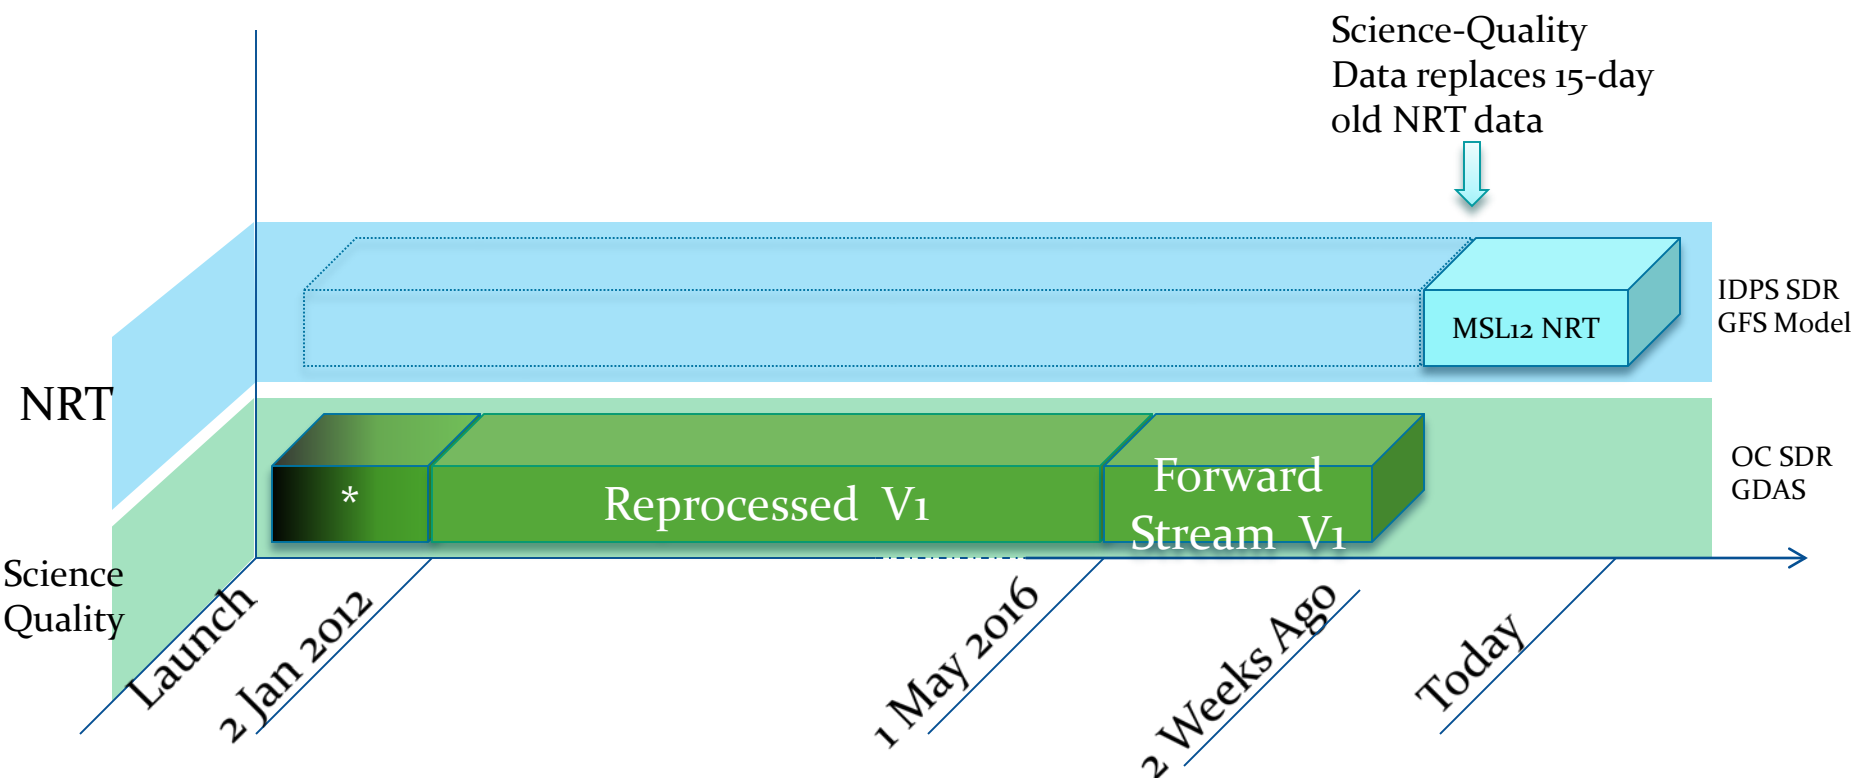 Science-Quality
Data replaces 15-day
old NRT data
IDPS SDR
GFS Model
MSL12 NRT
NRT
OC SDR
GDAS
*
Reprocessed V1
Forward
Stream V1
Science
Quality
Launch
2 Jan 2012
1 May 2016
2 Weeks Ago
Today